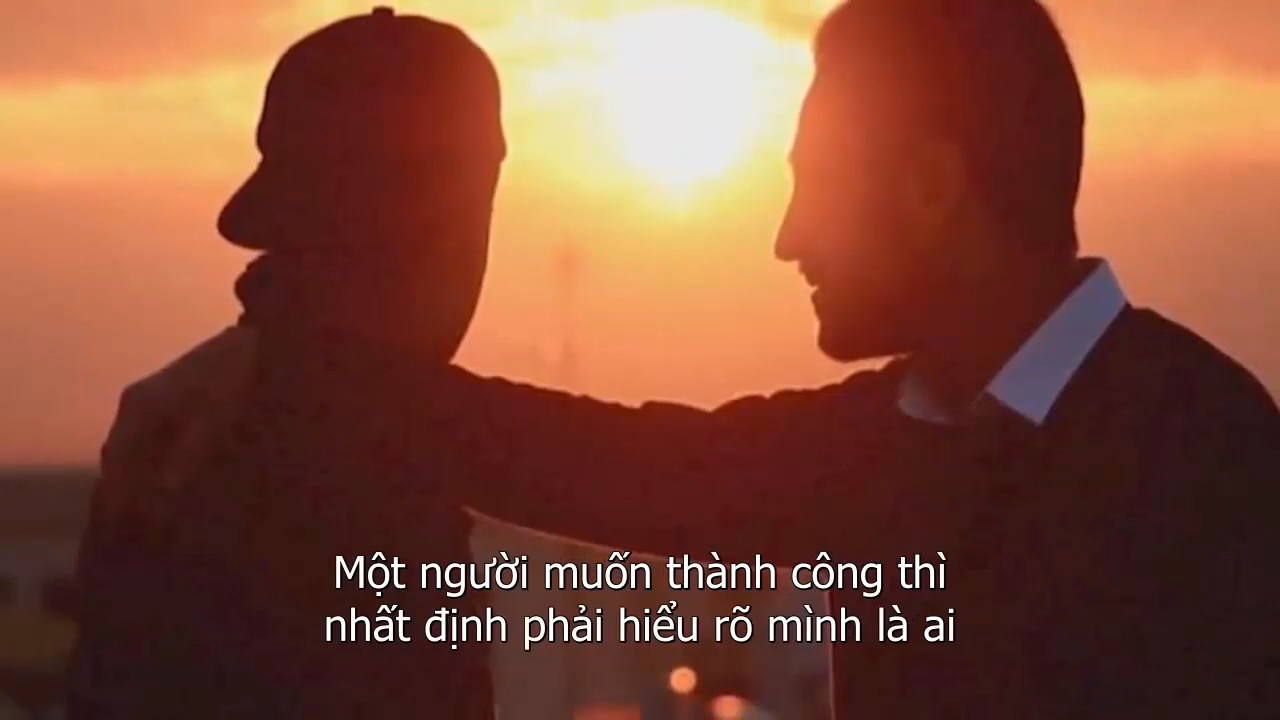 Một người muốn thành công thì
nhất định phải hiểu rõ mình là ai